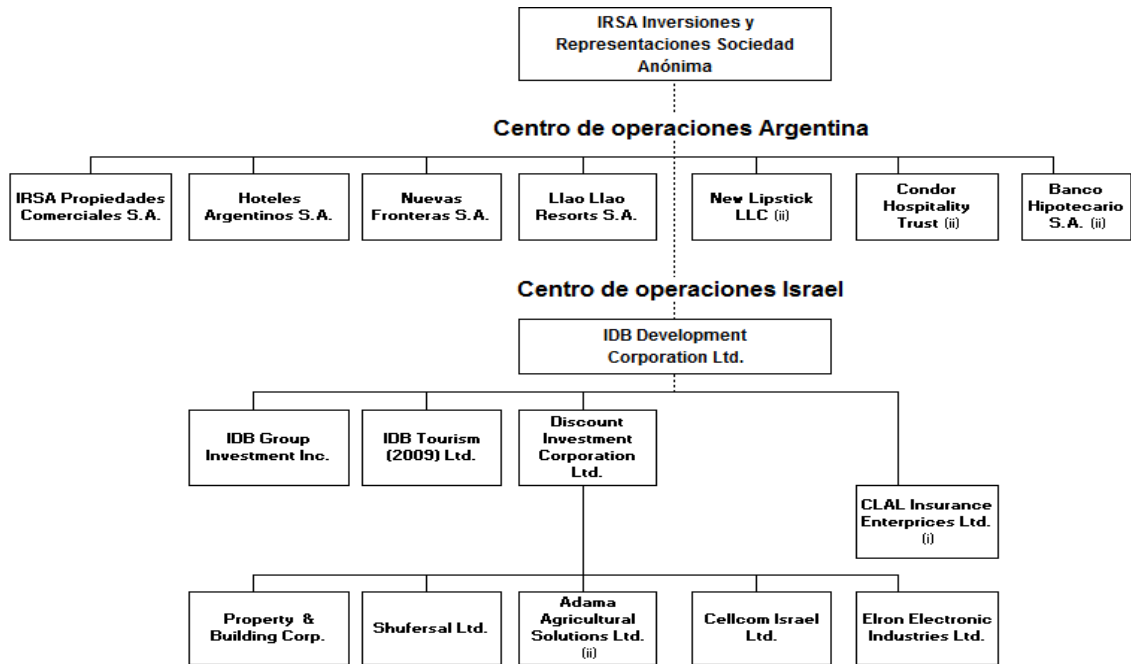 IRSA Inversiones y
Representaciones Sociedad
Anónima
Centro de operaciones Argentina
IRSA Propiedades
Comerciales S.A.
Hoteles
Argentinos S.A.
Nuevas
Fronteras S.A.
Llao Llao
Resorts S.A.
New Lipstick
LLC (ii)
Condor
Hospitality
Trust (ii)
Banco
Hipotecario
S.A. (ii)
Centro de operaciones Israel
IDB Development
Corporation Ltd.
IDB Group
Investment Inc.
IDB Tourism
(2009) Ltd.
Discount
Investment
Corporation
Ltd.
CLAL Insurance
Enterprices Ltd.
(i)
Property &
Building Corp.
Shufersal Ltd.
Adama
Agricultural
Solutions Ltd.
(ii)
Cellcom Israel
Ltd.
Elron Electronic
Industries Ltd.